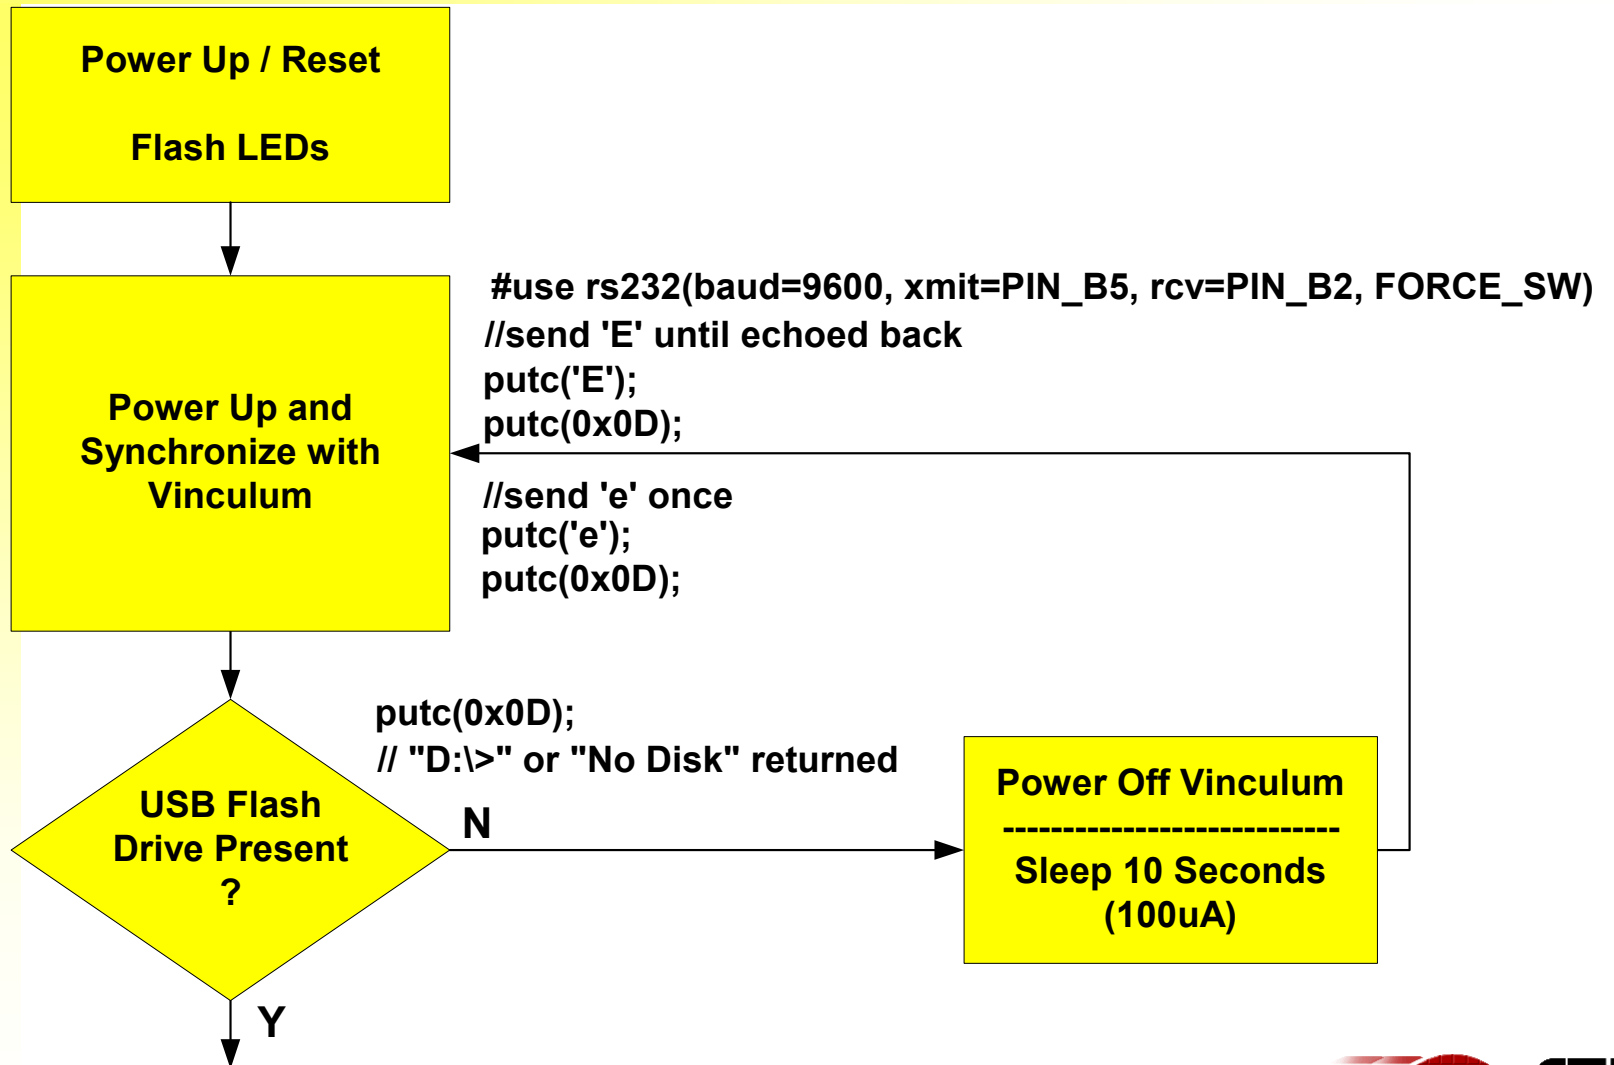 Power Up / Reset
Flash LEDs
#use rs232(baud=9600, xmit=PIN_B5, rcv=PIN_B2, FORCE_SW)
//send 'E' until echoed back
putc('E');
putc(0x0D);
Power Up and
Synchronize with
Vinculum
//send 'e' once
putc('e');
putc(0x0D);
putc(0x0D);
// "D:\>" or "No Disk" returned
USB Flash
Drive Present
?
N
Power Off Vinculum
----------------------------
Sleep 10 Seconds
(100uA)
Y